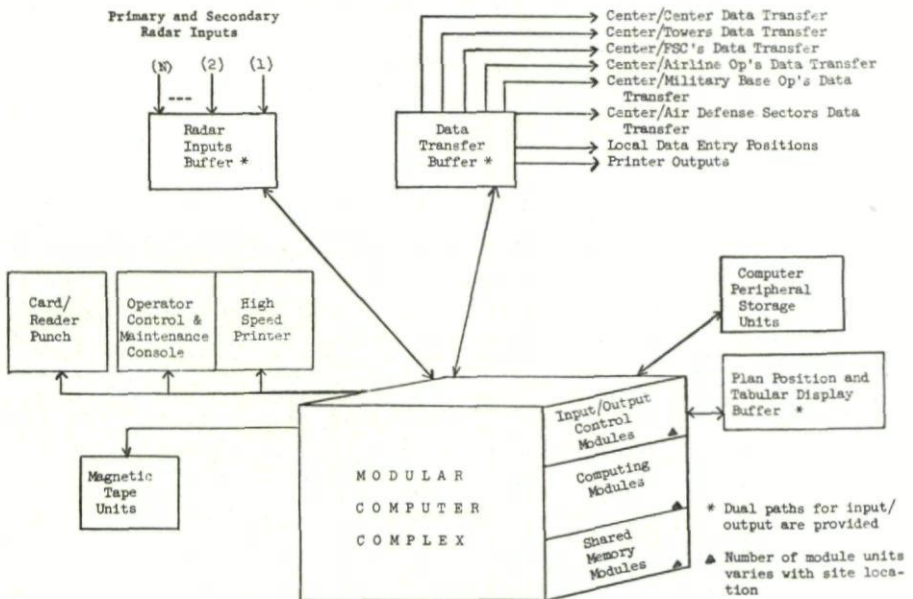 Primary and Secondary
Radar Inputs
(N) --- (2) (1)
Radar
Inputs
Buffer *
Data
Transfer
Buffer *
Center/Center Data Transfer
Center/Towers Data Transfer
Center/FSC's Data Transfer
Center/Airline Op's Data Transfer
Center/Military Base Op's Data
Transfer
Center/Air Defense Sectors Data
Transfer
Local Data Entry Positions
Printer Outputs
Card/
Reader
Punch
Operator
Control &
Maintenance
Console
High
Speed
Printer
Computer
Peripheral
Storage
Units
Plan Position and
Tabular Display
Buffer *
Magnetic
Tape
Units
MODULAR
COMPUTER
COMPLEX
Input/Output
Control
Modules ▲
Computing
Modules
▲
Shared
Memory
Modules ▲
* Dual paths for input/
output are provided
▲ Number of module units
varies with site loca-
tion